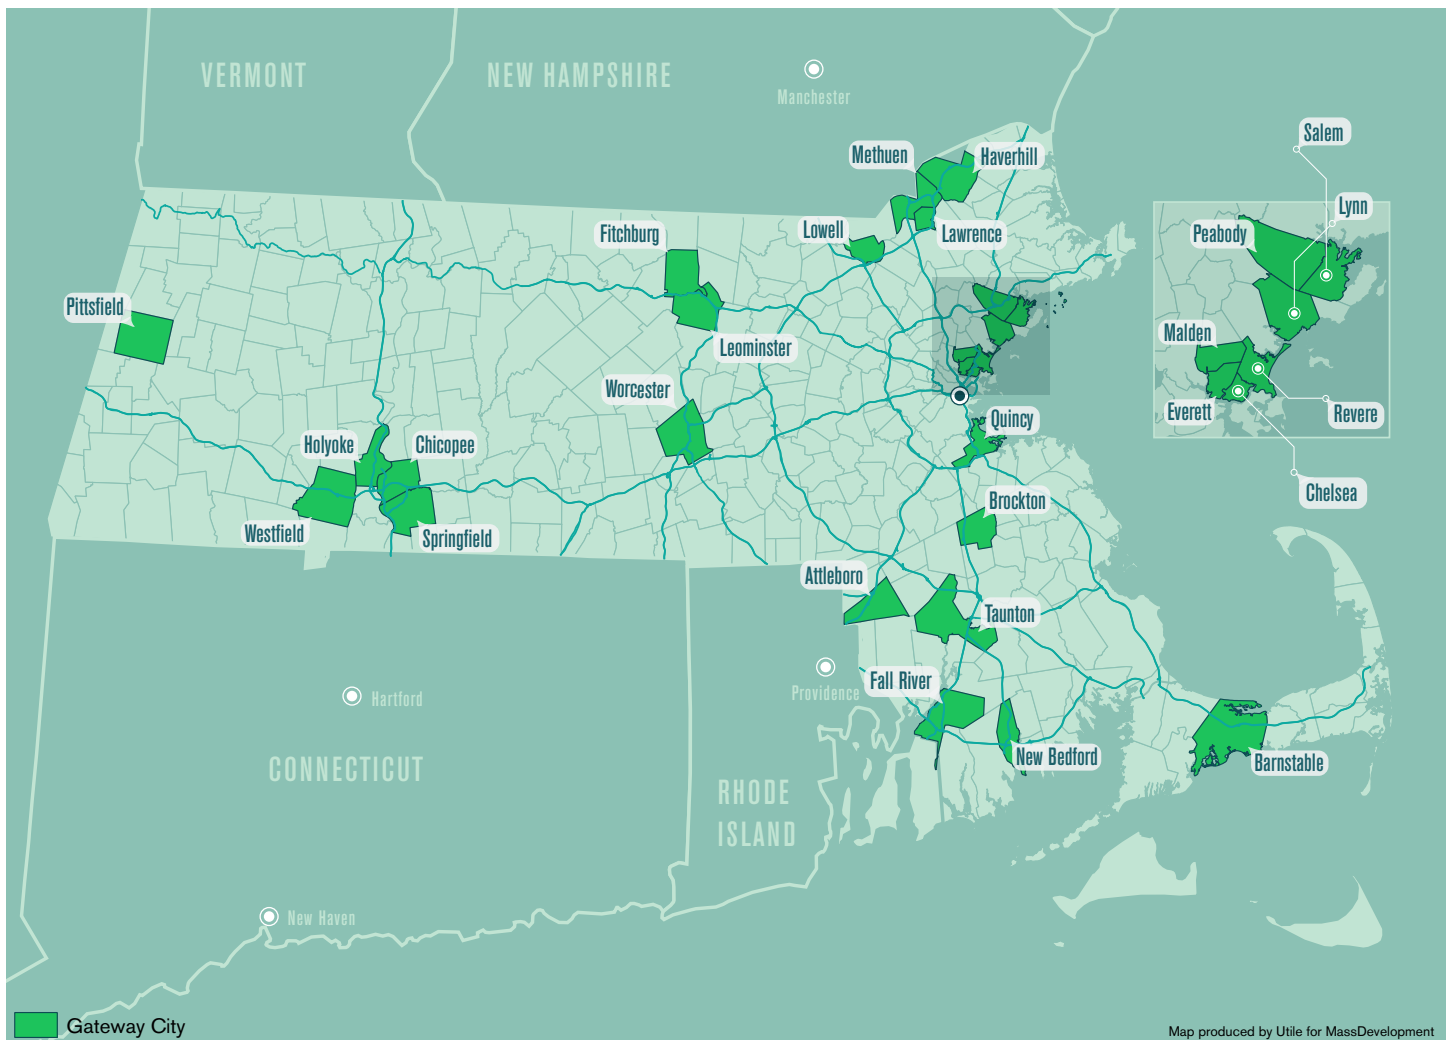 VERMONT
NEW HAMPSHIRE
Manchester
Salem
Methuen
Haverhill
Lynn
Fitchburg
Lowell
Lawrence
Peabody
Pittsfield
Leominster
Malden
Worcester
Everett
Revere
Quincy
Holyoke
Chicopee
Chelsea
Brockton
Westfield
Springfield
Attleboro
Taunton
Fall River
Providence
Hartford
New Bedford
Barnstable
CONNECTICUT
RHODE
ISLAND
New Haven
Gateway City
Map produced by Utile for MassDevelopment